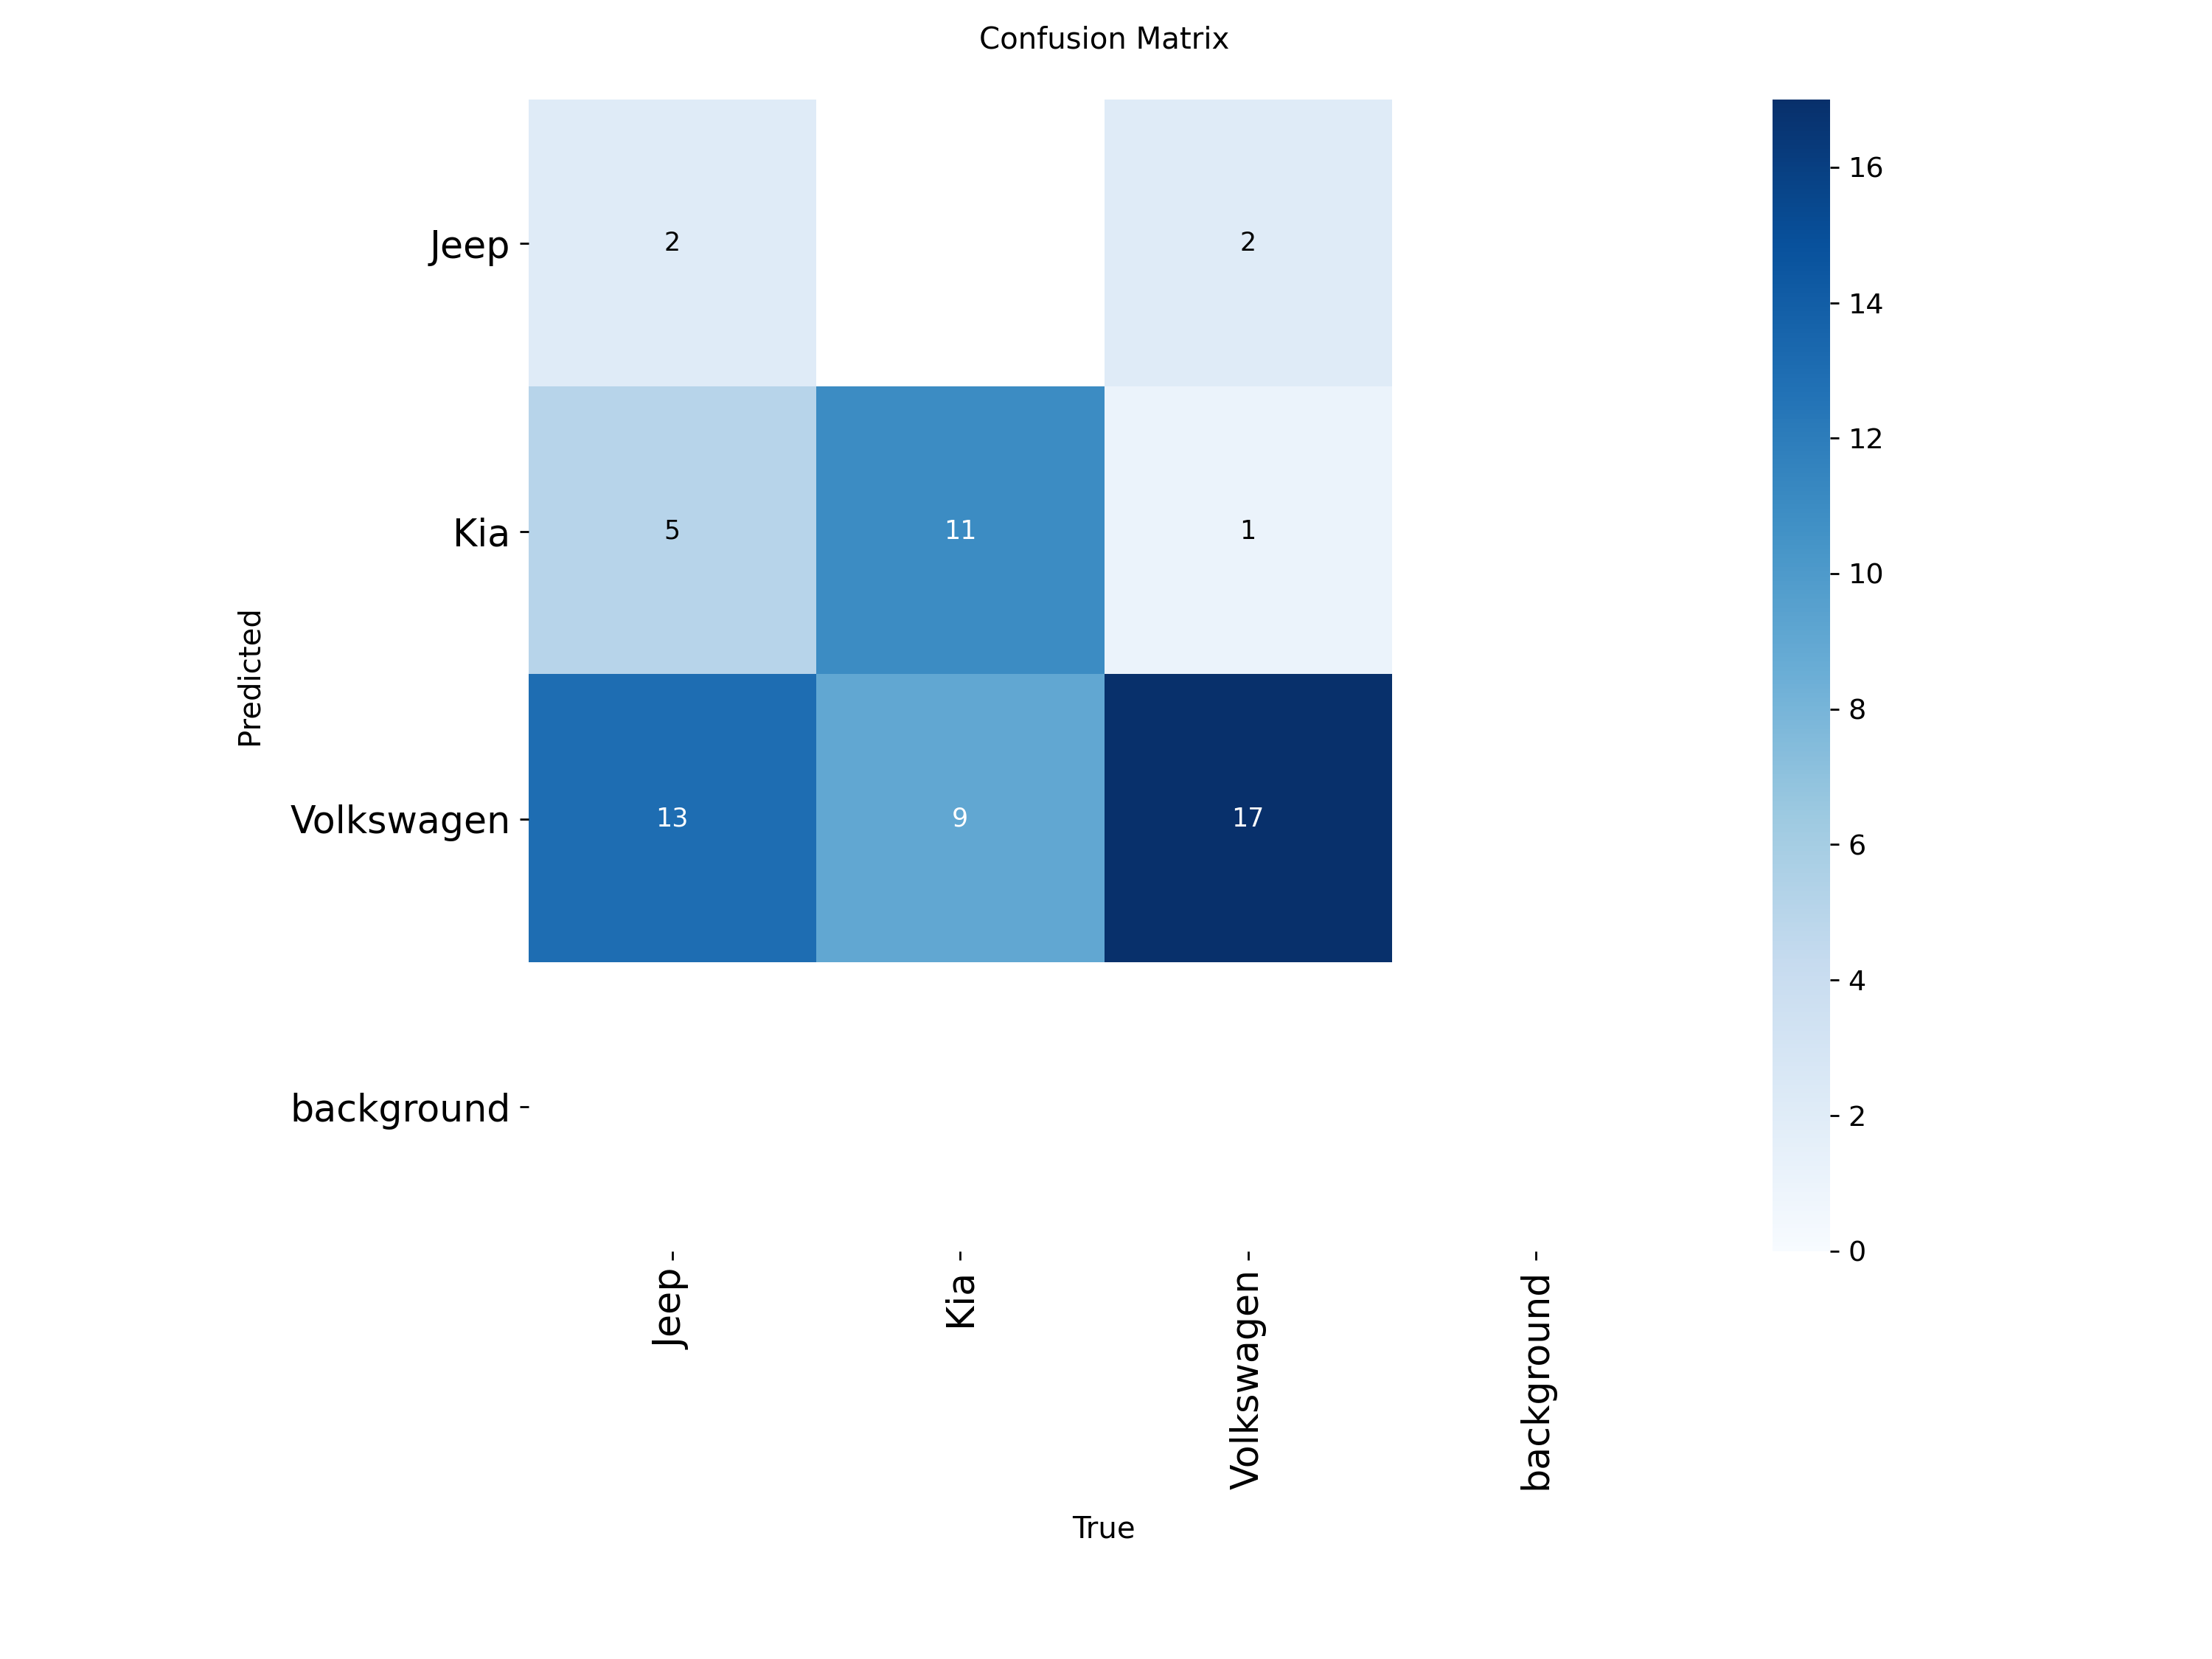 Confusion Matrix
Jeep
2
2
Kia
5
11
1
Volkswagen
13
9
17
background
Predicted
Jeep
Kia
Volkswagen
background
True
16
14
12
10
8
6
4
2
0